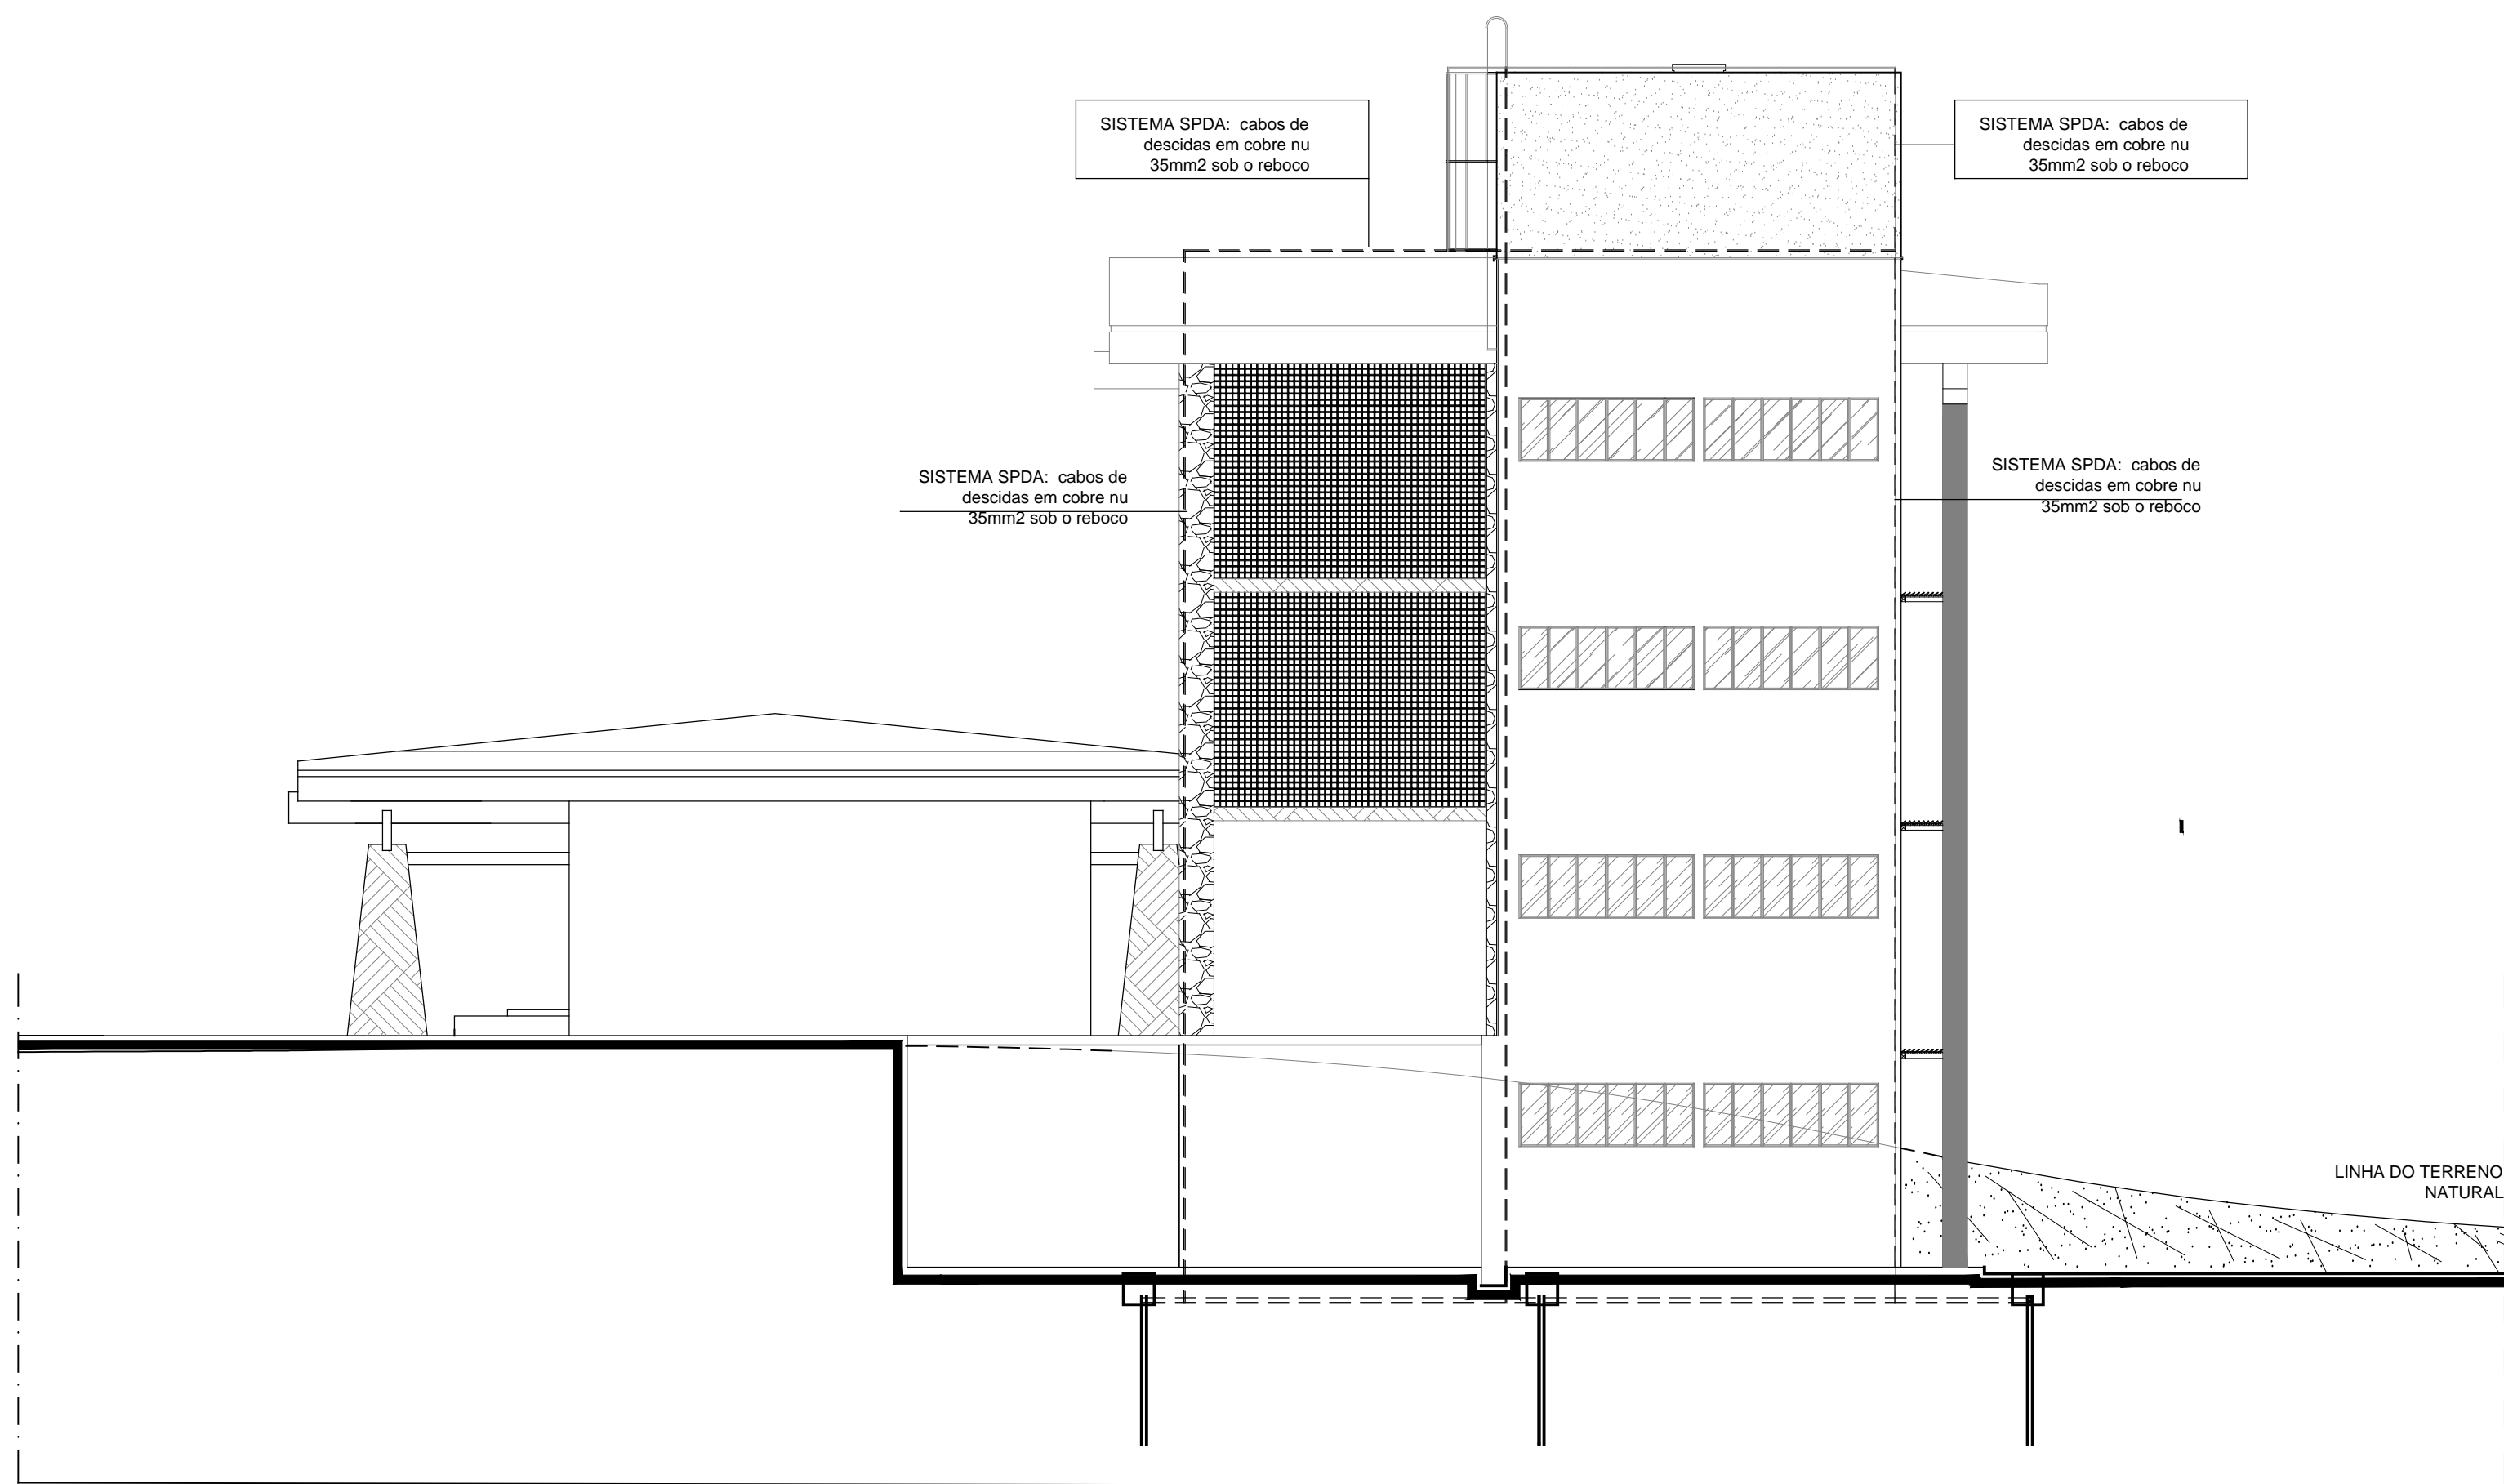 SISTEMA SPDA: cabos de
descidas em cobre nu
35mm2 sob o reboco
SISTEMA SPDA: cabos de
descidas em cobre nu
35mm2 sob o reboco
SISTEMA SPDA: cabos de
descidas em cobre nu
35mm2 sob o reboco
SISTEMA SPDA: cabos de
descidas em cobre nu
35mm2 sob o reboco
LINHA DO TERRENO
NATURAL